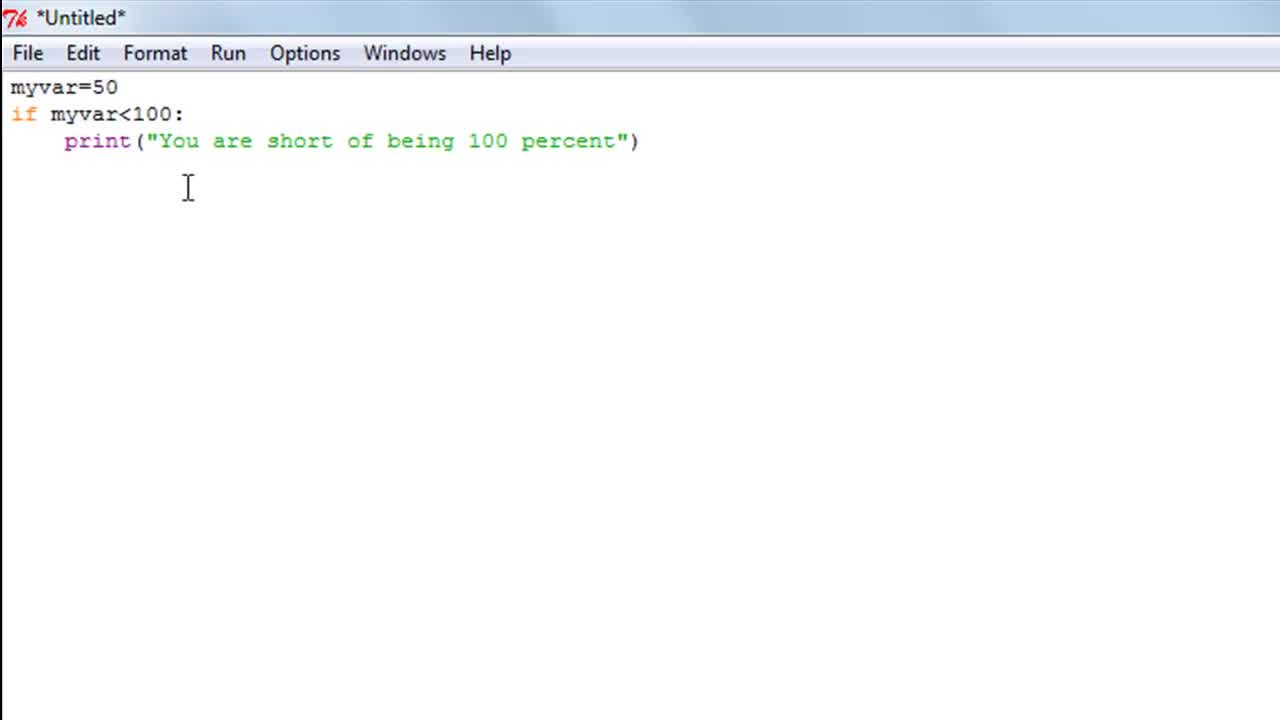 *Untitled*
File Edit Format Run Options Windows Help
myvar=50
if myvar<100:
    print("You are short of being 100 percent")